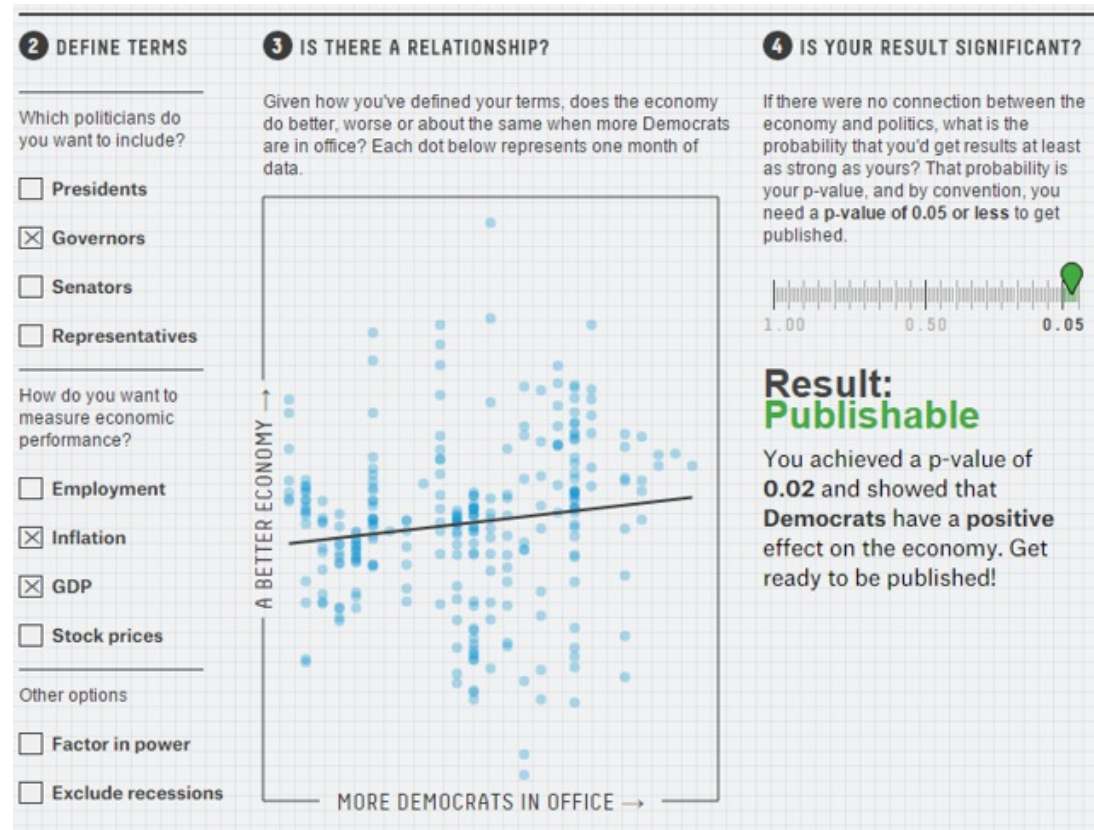 2 DEFINE TERMS
Which politicians do
you want to include?
Presidents
Governors
Senators
Representatives
How do you want to
measure economic
performance?
Employment
Inflation
GDP
Stock prices
Other options
Factor in power
Exclude recessions
3 IS THERE A RELATIONSHIP?
Given how you've defined your terms, does the economy
do better, worse or about the same when more Democrats
are in office? Each dot below represents one month of
data.
A BETTER ECONOMY →
MORE DEMOCRATS IN OFFICE →
4 IS YOUR RESULT SIGNIFICANT?
If there were no connection between the
economy and politics, what is the
probability that you'd get results at least
as strong as yours? That probability is
your p-value, and by convention, you
need a p-value of 0.05 or less to get
published.
1.00 0.50 0.05
Result:
Publishable
You achieved a p-value of
0.02 and showed that
Democrats have a positive
effect on the economy. Get
ready to be published!